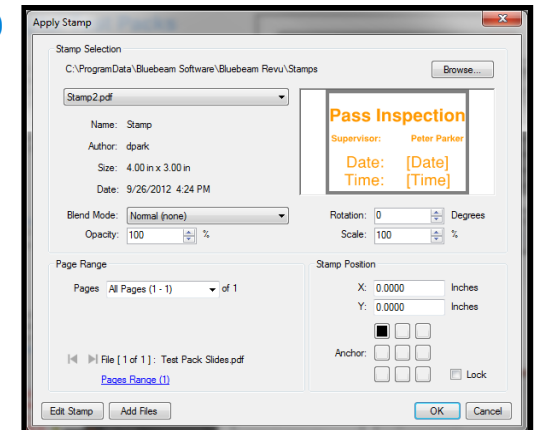 Apply Stamp
Stamp Selection
C:\ProgramData\Bluebeam Software\Bluebeam Revu\Stamps
Browse...
Stamp2.pdf
Name: Stamp
Author: dpark
Size: 4.00 in x 3.00 in
Date: 9/26/2012 4:24 PM
Pass Inspection
Supervisor: Peter Parker
Date: [Date]
Time: [Time]
Blend Mode: Normal (none)
Rotation: 0 Degrees
Opacity: 100 %
Scale: 100 %
Page Range
Pages All Pages (1 - 1) of 1
File [ 1 of 1 ] : Test Pack Slides.pdf
Pages Range (1)
Stamp Position
X: 0.0000 Inches
Y: 0.0000 Inches
Anchor:
Lock
Edit Stamp Add Files OK Cancel